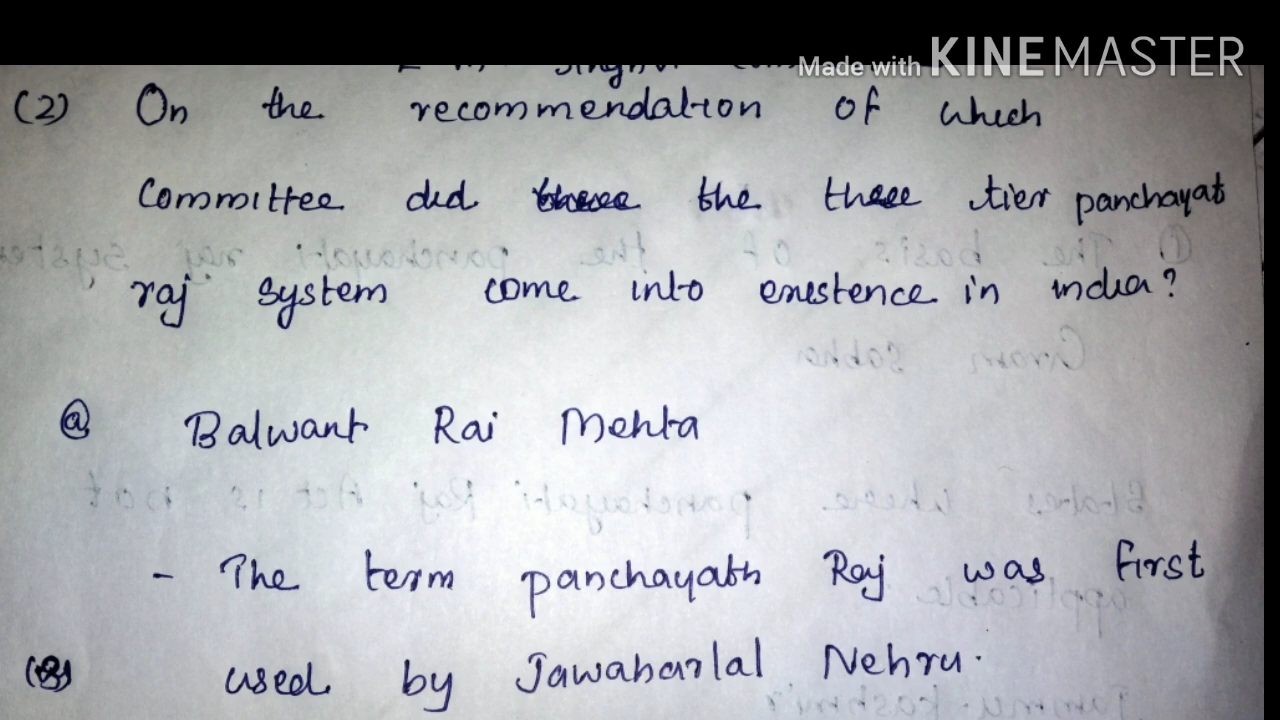 Made with KINEMASTER
(2) On the recommendation of which
Committee did the three tier panchayat
raj system come into existence in india?
@ Balwant Rai Mehta
- The term panchayath Raj was first
used by Jawaharlal Nehru.